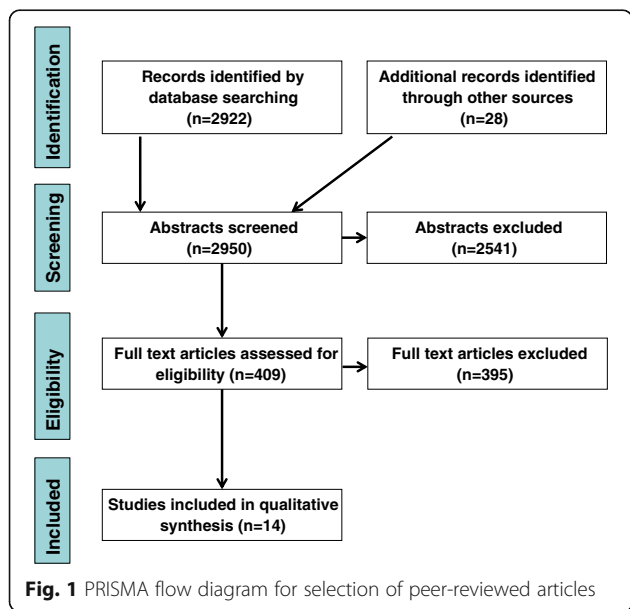 Identification
Records identified by
database searching
(n=2922)
Additional records identified
through other sources
(n=28)
Screening
Abstracts screened
(n=2950)
Abstracts excluded
(n=2541)
Eligibility
Full text articles assessed for
eligibility (n=409)
Full text articles excluded
(n=395)
Included
Studies included in qualitative
synthesis (n=14)
Fig. 1 PRISMA flow diagram for selection of peer-reviewed articles